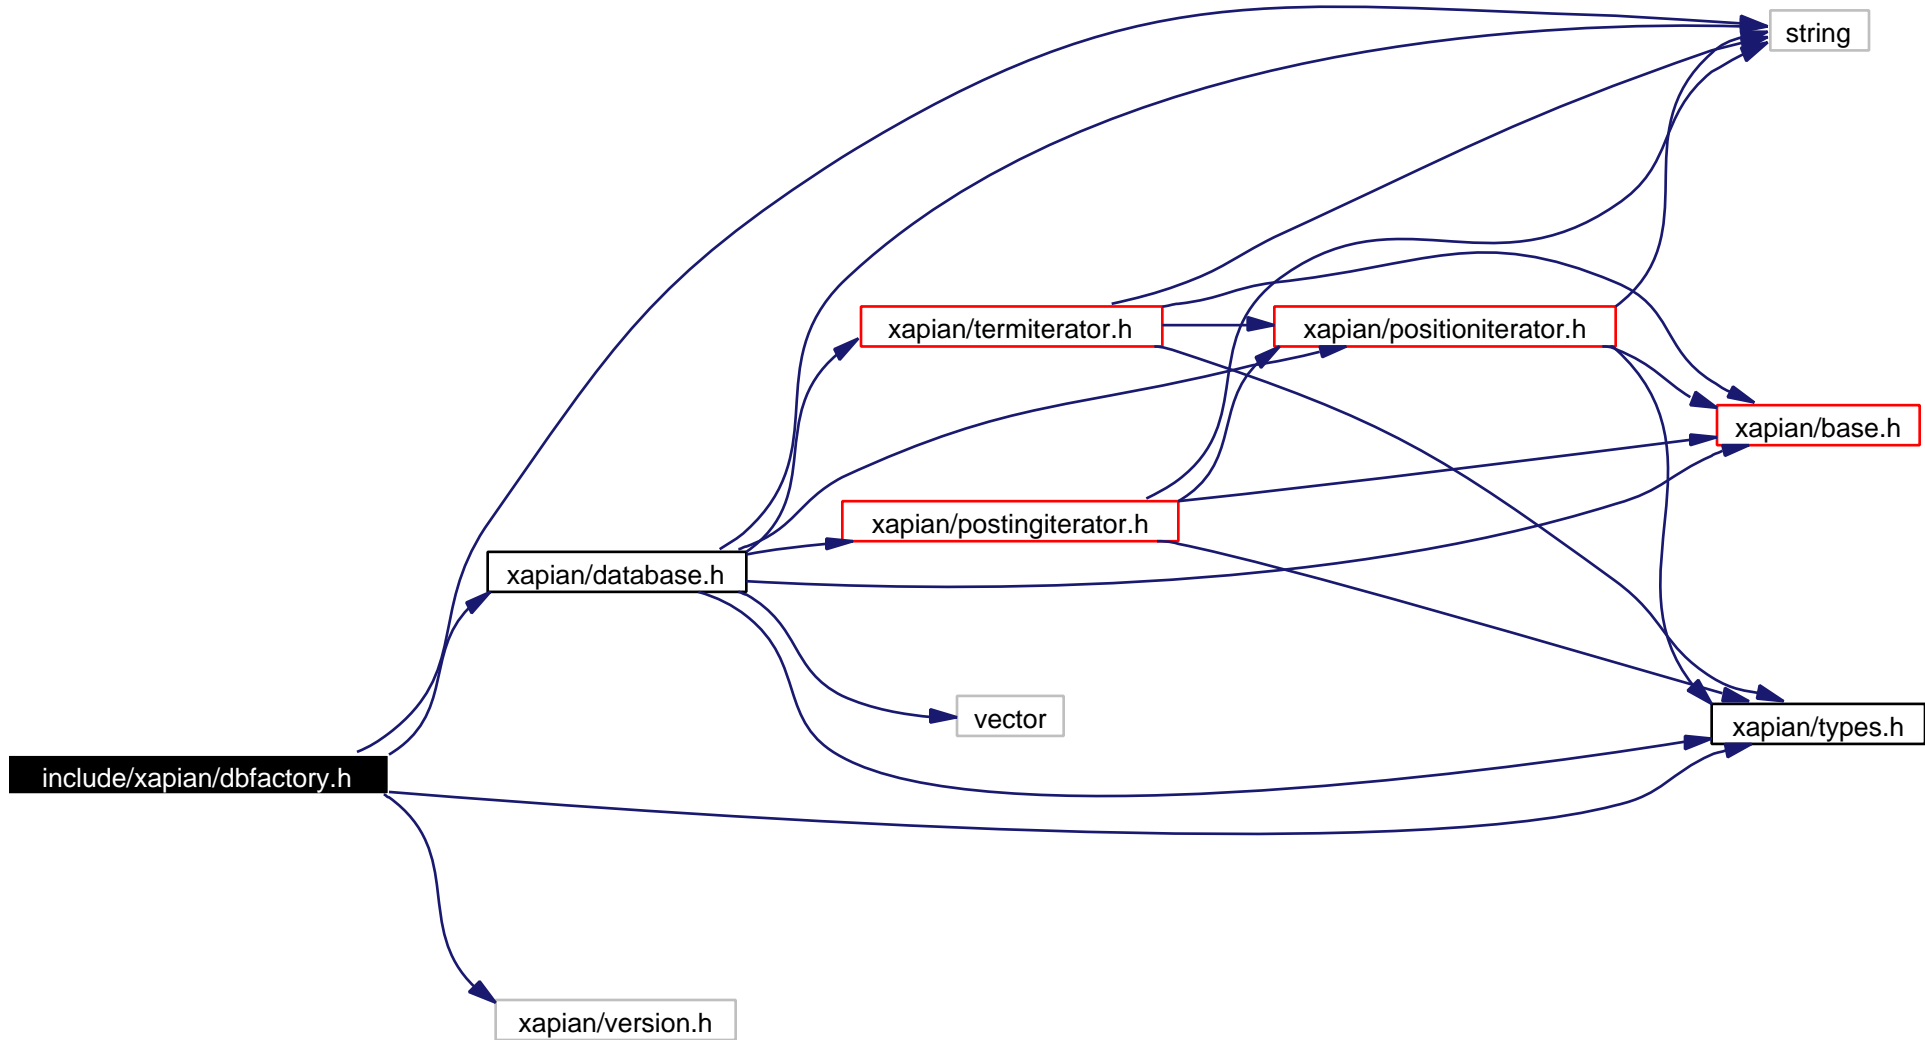 string
xapian/termiterator.h
xapian/positioniterator.h
xapian/base.h
xapian/postingiterator.h
xapian/database.h
vector
xapian/types.h
include/xapian/dbfactory.h
xapian/version.h